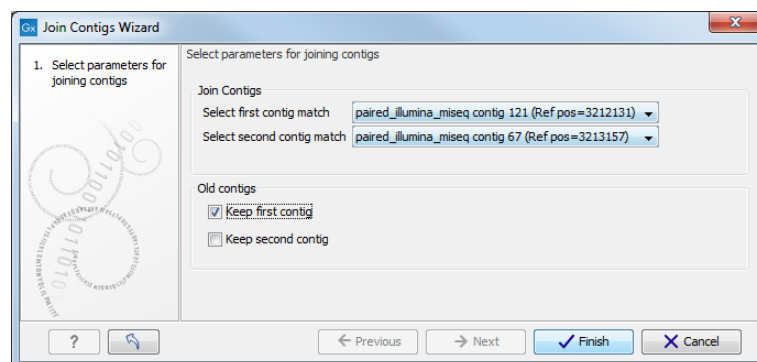 Gx Join Contigs Wizard
X
1. Select parameters for
joining contigs
Select parameters for joining contigs
Join Contigs
Select first contig match paired_illumina_miseq contig 121 (Ref pos=3212131)
Select second contig match paired_illumina_miseq contig 67 (Ref pos=3213157)
Old contigs
Keep first contig
Keep second contig
? Previous Next Finish Cancel